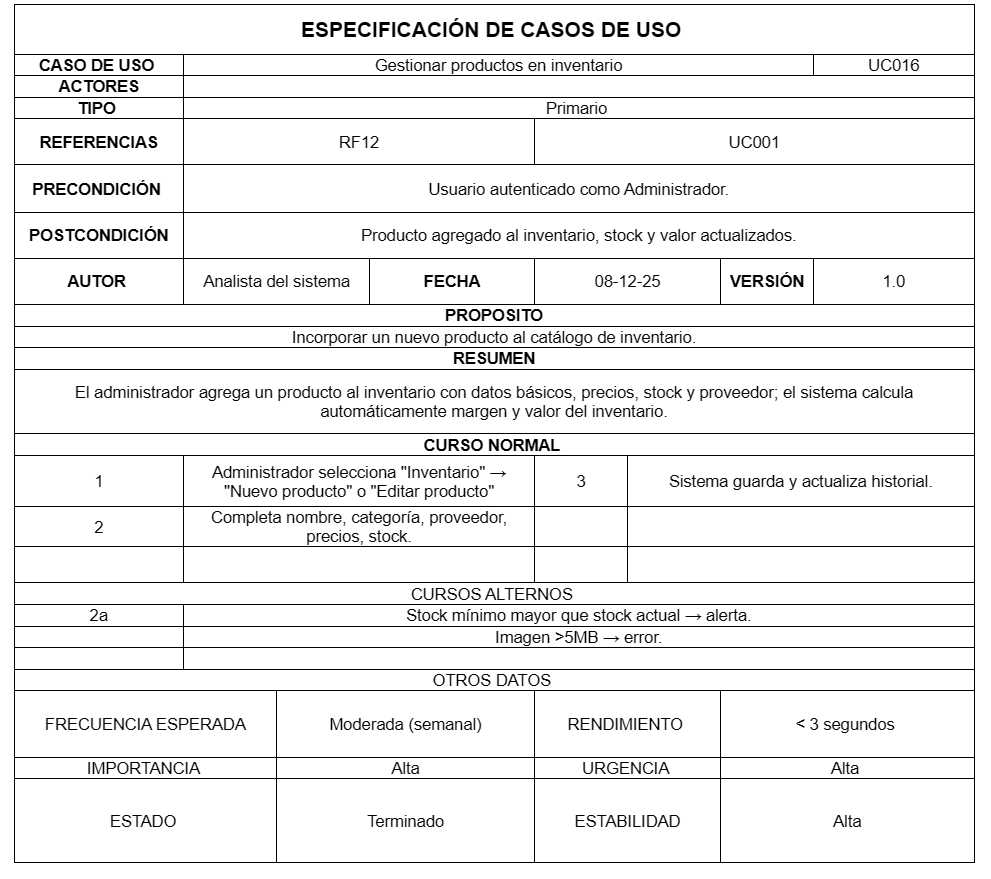 ESPECIFICACIÓN DE CASOS DE USO
CASO DE USO Gestionar productos en inventario UC016
ACTORES
TIPO Primario
REFERENCIAS RF12 UC001
PRECONDICIÓN Usuario autenticado como Administrador.
POSTCONDICIÓN Producto agregado al inventario, stock y valor actualizados.
AUTOR Analista del sistema FECHA 08-12-25 VERSIÓN 1.0
PROPOSITO
Incorporar un nuevo producto al catálogo de inventario.
RESUMEN
El administrador agrega un producto al inventario con datos básicos, precios, stock y proveedor; el sistema calcula
automáticamente margen y valor del inventario.
CURSO NORMAL
1 Administrador selecciona "Inventario" →
"Nuevo producto" o "Editar producto"
3 Sistema guarda y actualiza historial.
2 Completa nombre, categoría, proveedor,
precios, stock.
CURSOS ALTERNOS
2a Stock mínimo mayor que stock actual → alerta.
Imagen >5MB → error.
OTROS DATOS
FRECUENCIA ESPERADA Moderada (semanal) RENDIMIENTO < 3 segundos
IMPORTANCIA Alta URGENCIA Alta
ESTADO Terminado ESTABILIDAD Alta